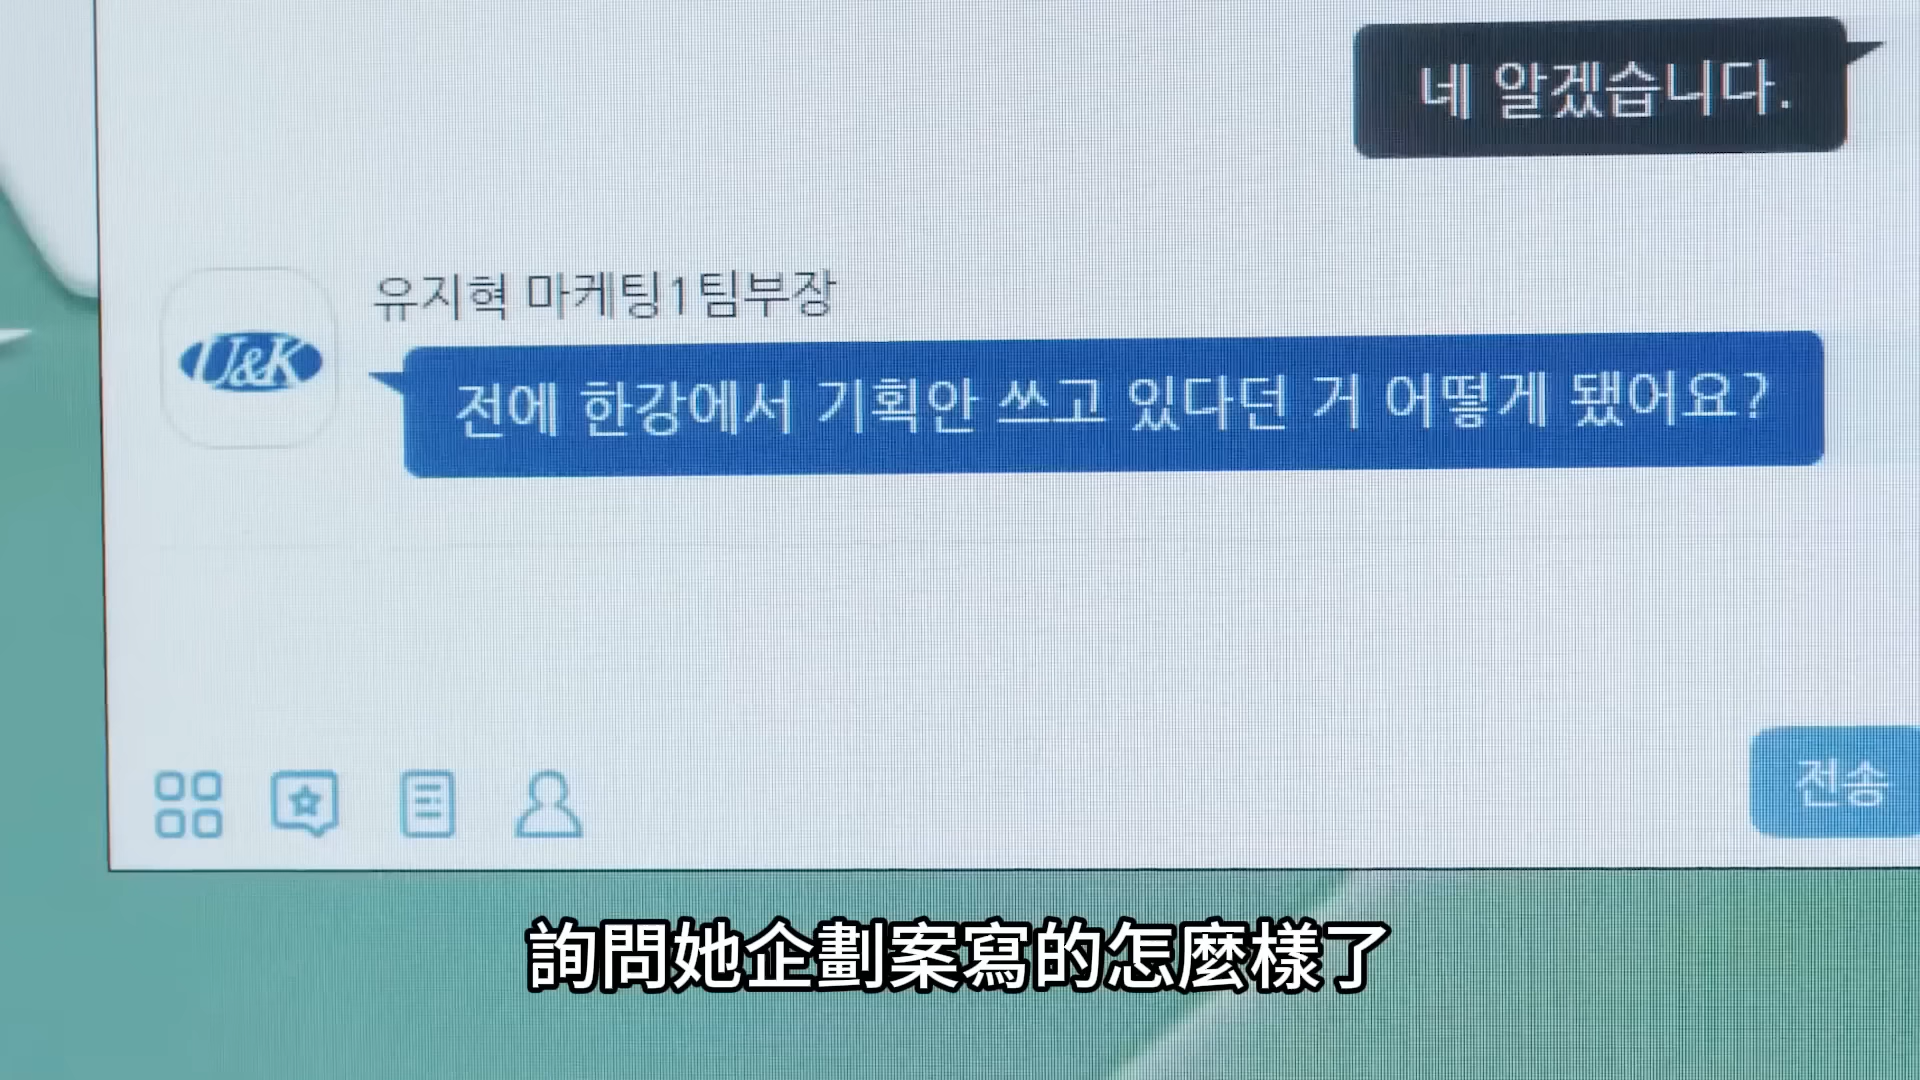 네 알겠습니다.
유지혁 마케팅1팀부장
U&K
전에 한강에서 기획안 쓰고 있다던 거 어떻게 됐어요?
전송
詢問她企劃案寫的怎麼樣了